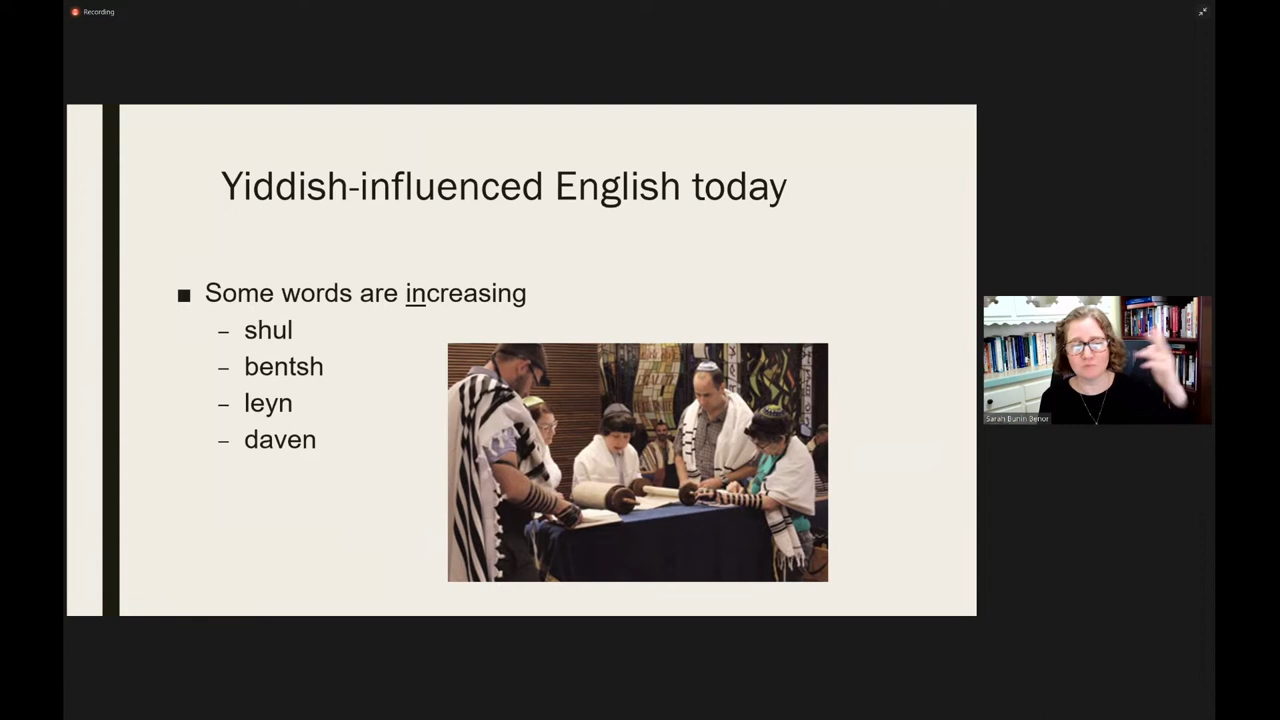 Recording
Yiddish-influenced English today
■ Some words are increasing
– shul
– bentsh
– leyn
– daven
Sarah Bunin Benor